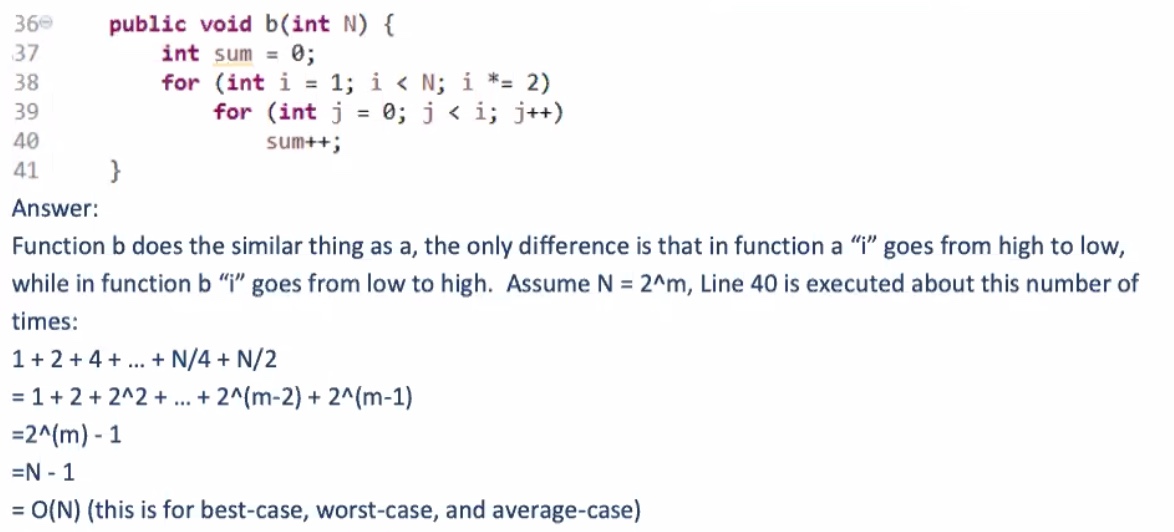 36 public void b(int N) {
37 int sum = 0;
38 for (int i = 1; i < N; i *= 2)
39 for (int j = 0; j < i; j++)
40 sum++;
41 }
Answer:
Function b does the similar thing as a, the only difference is that in function a “i” goes from high to low,
while in function b “i” goes from low to high.  Assume N = 2^m, Line 40 is executed about this number of
times:
1 + 2 + 4 + ... + N/4 + N/2
= 1 + 2 + 2^2 + ... + 2^(m-2) + 2^(m-1)
=2^(m) - 1
=N - 1
= O(N) (this is for best-case, worst-case, and average-case)